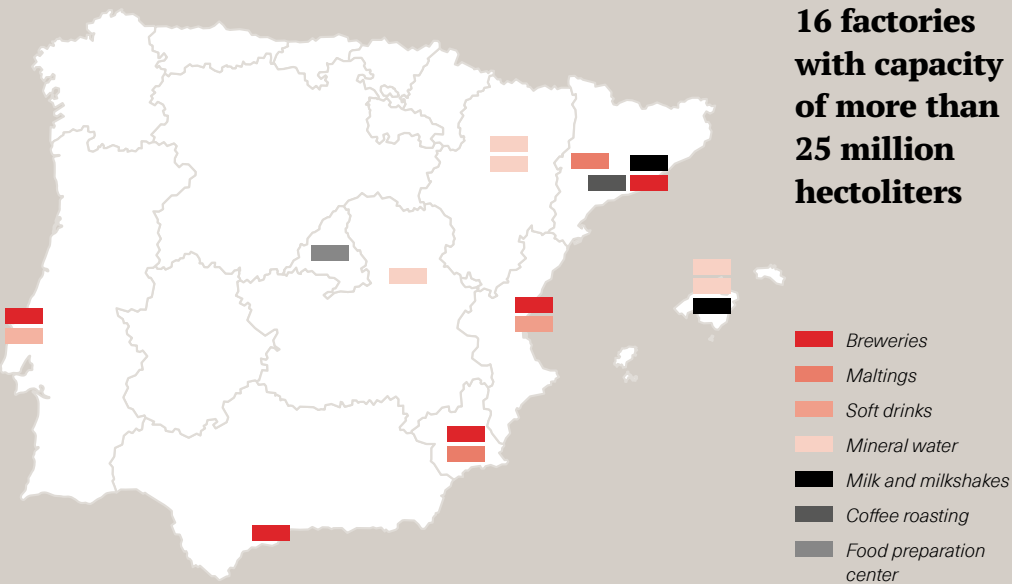 16 factories
with capacity
of more than
25 million
hectoliters
Breweries
Maltings
Soft drinks
Mineral water
Milk and milkshakes
Coffee roasting
Food preparation
center